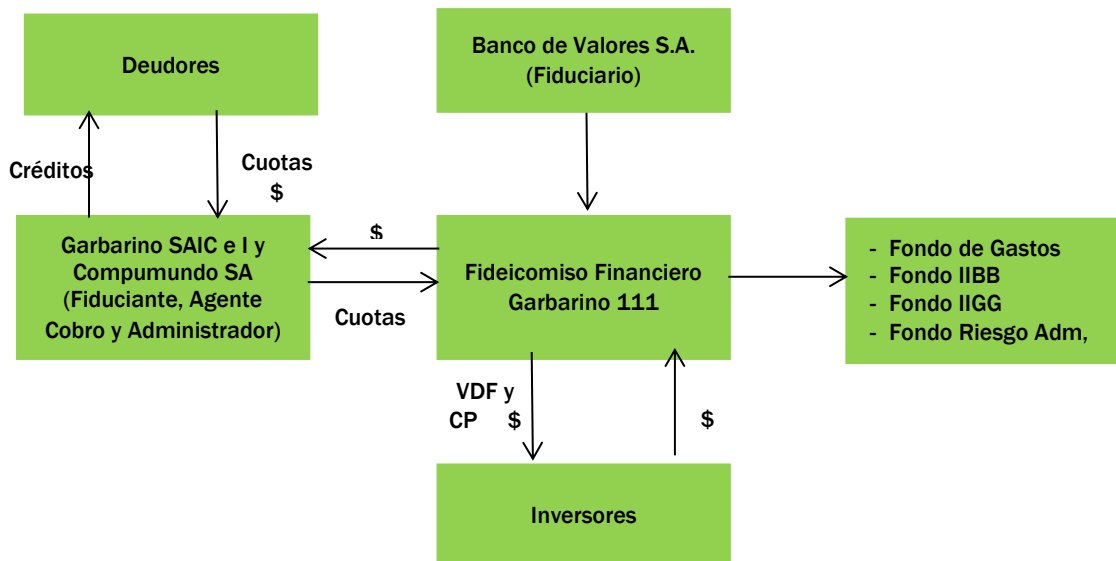 Deudores
Banco de Valores S.A.
(Fiduciario)
Créditos
Cuotas
$
Garbarino SAIC e I y
Compumundo SA
(Fiduciante, Agente
Cobro y Administrador)
$
Cuotas
Fideicomiso Financiero
Garbarino 111
- Fondo de Gastos
- Fondo IIBB
- Fondo IIGG
- Fondo Riesgo Adm,
VDF y
CP $
$
Inversores